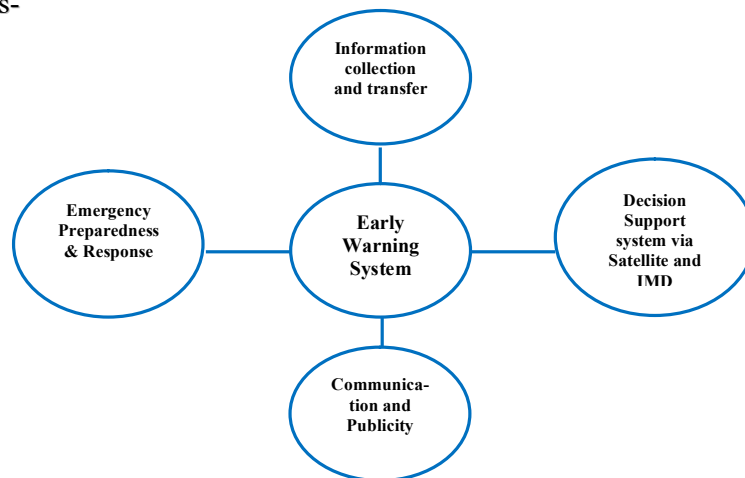 s-
Information
collection
and transfer
Emergency
Preparedness
& Response
Early
Warning
System
Decision
Support
system via
Satellite and
IMD
Communica-
tion and
Publicity